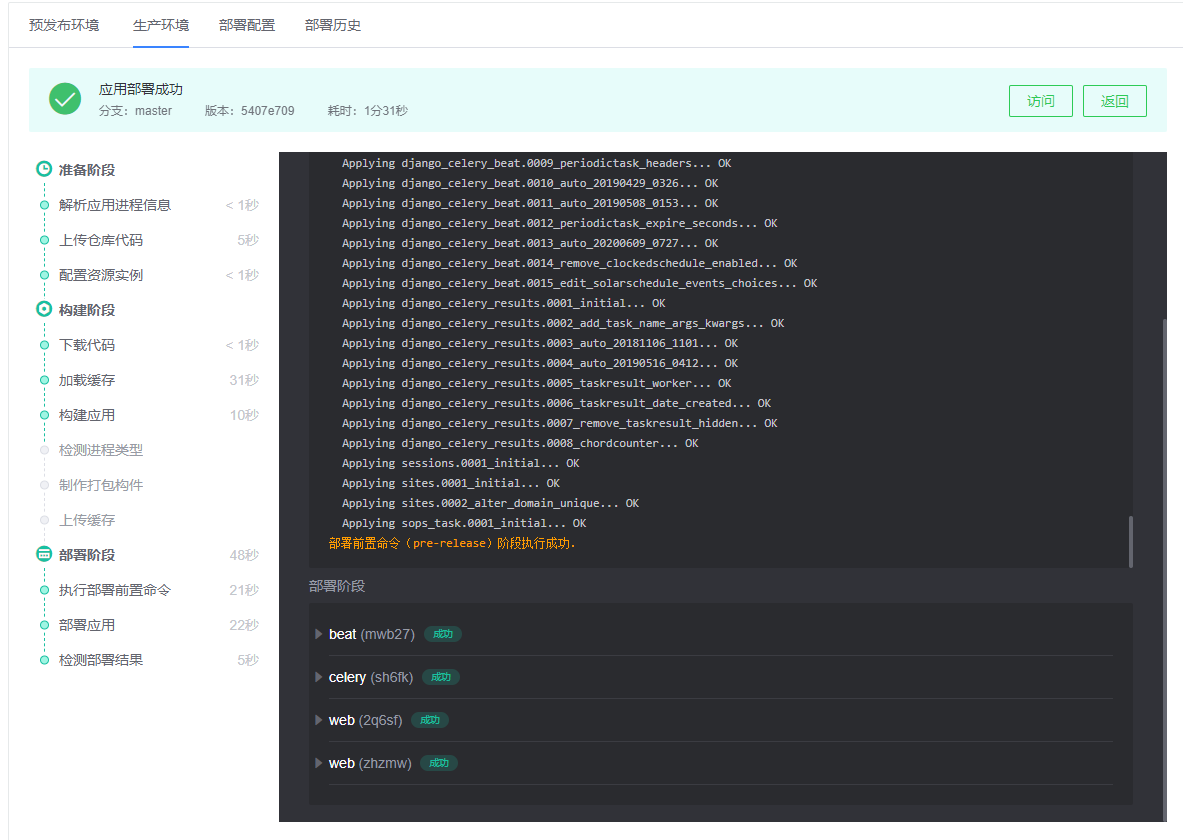 预发布环境 生产环境 部署配置 部署历史
应用部署成功
分支：master 版本：5407e709 耗时：1分31秒
访问 返回
准备阶段
解析应用进程信息 < 1秒
上传仓库代码 5秒
配置资源实例 < 1秒
构建阶段
下载代码 < 1秒
加载缓存 31秒
构建应用 10秒
检测进程类型
制作打包构件
上传缓存
部署阶段 48秒
执行部署前置命令 21秒
部署应用 22秒
检测部署结果 5秒
Applying django_celery_beat.0009_periodictask_headers... OK
Applying django_celery_beat.0010_auto_20190429_0326... OK
Applying django_celery_beat.0011_auto_20190508_0153... OK
Applying django_celery_beat.0012_periodictask_expire_seconds... OK
Applying django_celery_beat.0013_auto_20200609_0727... OK
Applying django_celery_beat.0014_remove_clockedschedule_enabled... OK
Applying django_celery_beat.0015_edit_solarschedule_events_choices... OK
Applying django_celery_results.0001_initial... OK
Applying django_celery_results.0002_add_task_name_args_kwargs... OK
Applying django_celery_results.0003_auto_20181106_1101... OK
Applying django_celery_results.0004_auto_20190516_0412... OK
Applying django_celery_results.0005_taskresult_worker... OK
Applying django_celery_results.0006_taskresult_date_created... OK
Applying django_celery_results.0007_remove_taskresult_hidden... OK
Applying django_celery_results.0008_chordcounter... OK
Applying sessions.0001_initial... OK
Applying sites.0001_initial... OK
Applying sites.0002_alter_domain_unique... OK
Applying sops_task.0001_initial... OK
部署前置命令（pre-release）阶段执行成功.
部署阶段
beat (mwb27) 成功
celery (sh6fk) 成功
web (2q6sf) 成功
web (zhzmw) 成功